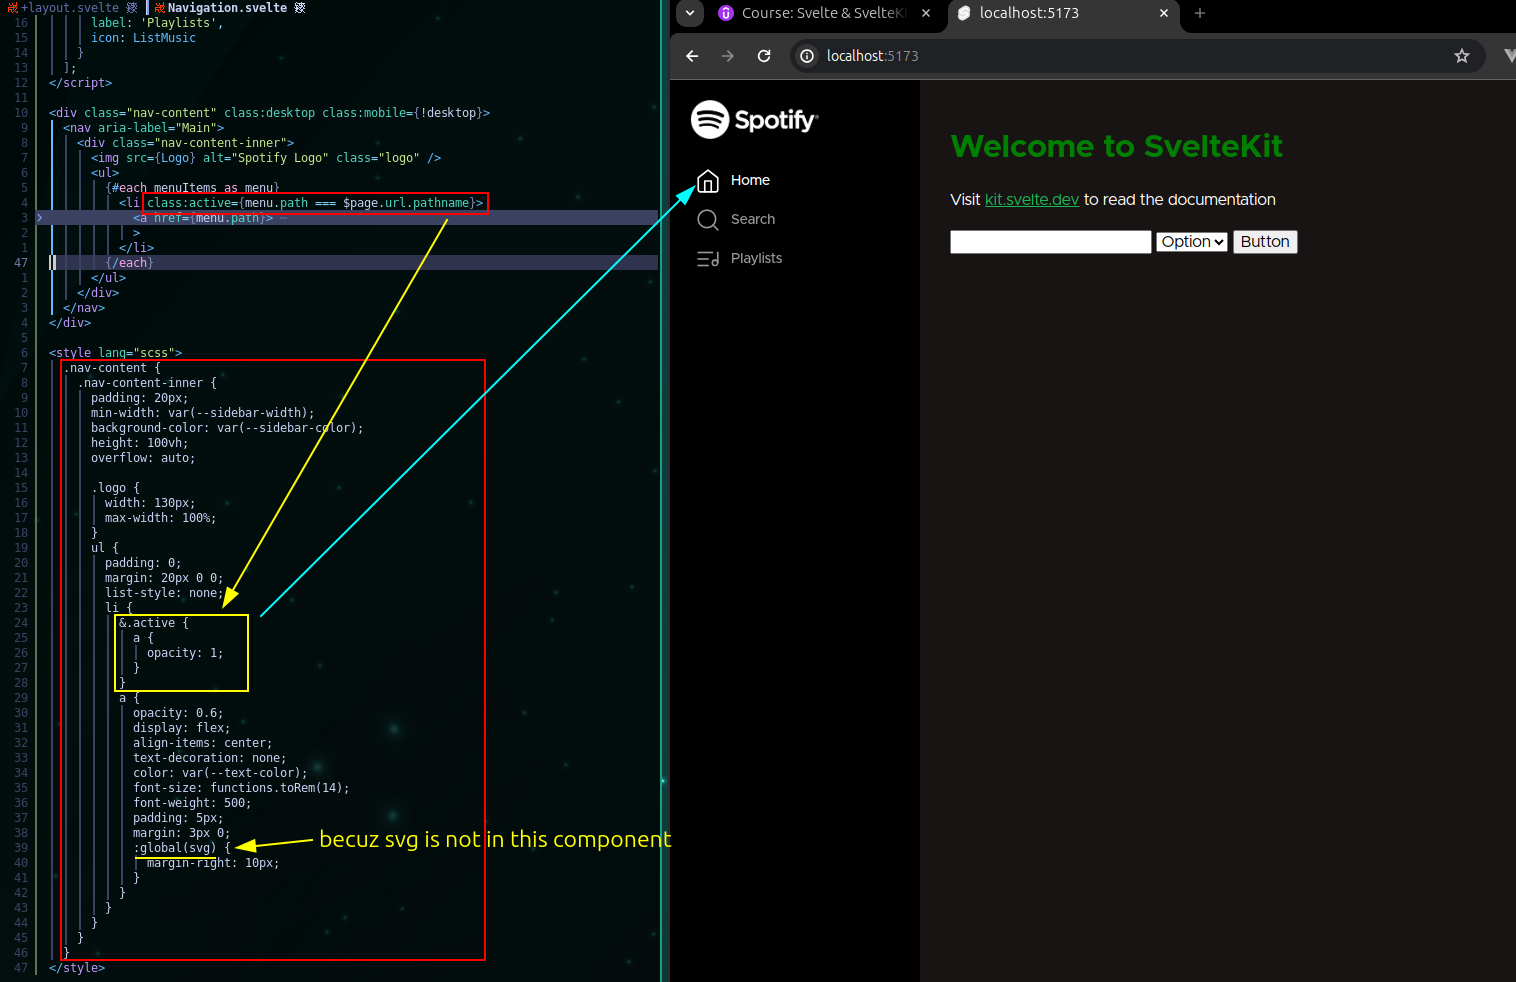 +layout.svelte
Navigation.svelte
16 label: 'Playlists',
15 icon: ListMusic
14 }
13 ];
12 </script>
11
10 <div class="nav-content" class:desktop class:mobile={!desktop}>
9 <nav aria-label="Main">
8 <div class="nav-content-inner">
7 <img src={Logo} alt="Spotify Logo" class="logo" />
6 <ul>
5 {#each menuItems as menu}
4 <li class:active={menu.path === $page.url.pathname}>
3 <a href={menu.path}> ⋯
2 >
1 </li>
47 {/each}
1 </ul>
2 </div>
3 </nav>
4 </div>
5
6 <style lang="scss">
7 .nav-content {
8 .nav-content-inner {
9 padding: 20px;
10 min-width: var(--sidebar-width);
11 background-color: var(--sidebar-color);
12 height: 100vh;
13 overflow: auto;
14
15 .logo {
16 width: 130px;
17 max-width: 100%;
18 }
19 ul {
20 padding: 0;
21 margin: 20px 0 0;
22 list-style: none;
23 li {
24 &.active {
25 a {
26 opacity: 1;
27 }
28 }
29 a {
30 opacity: 0.6;
31 display: flex;
32 align-items: center;
33 text-decoration: none;
34 color: var(--text-color);
35 font-size: functions.toRem(14);
36 font-weight: 500;
37 padding: 5px;
38 margin: 3px 0;
39 :global(svg) {
40 margin-right: 10px;
41 }
42 }
43 }
44 }
45 }
46 }
47 </style>
becuz svg is not in this component
Course: Svelte & SvelteK
localhost:5173
localhost:5173
Spotify
Home
Search
Playlists
Welcome to SvelteKit
Visit kit.svelte.dev to read the documentation
Option
Button